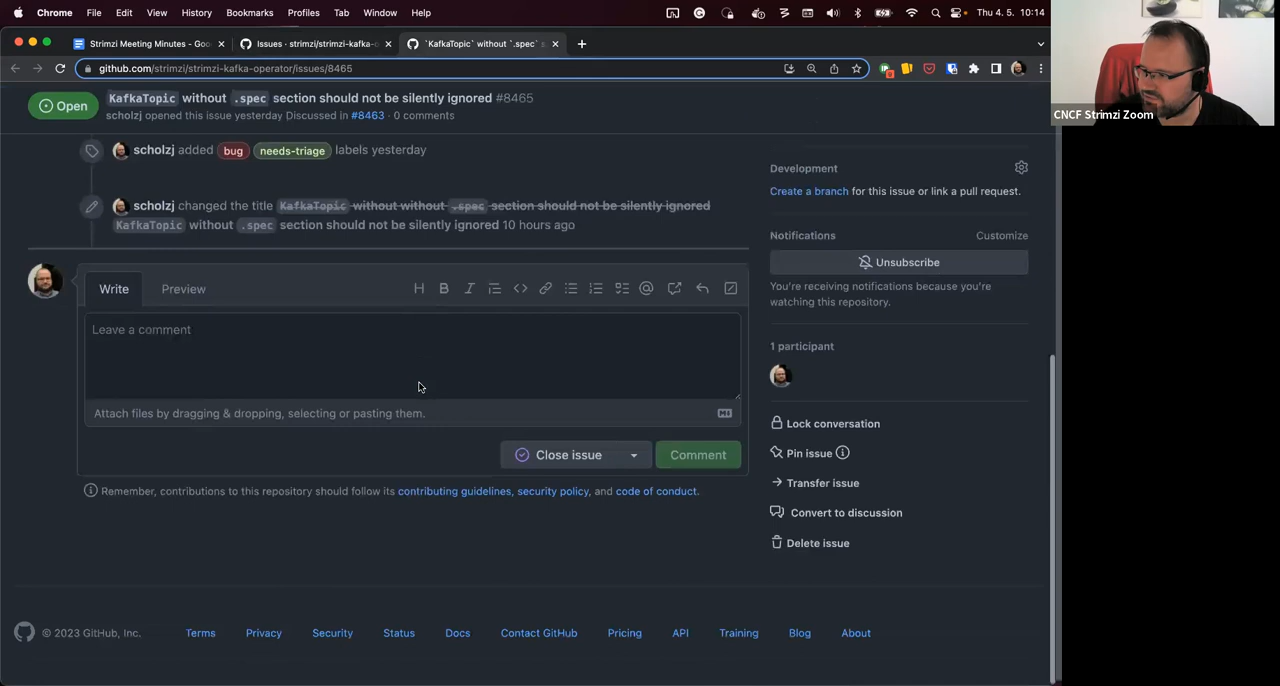 Chrome File Edit View History Bookmarks Profiles Tab Window Help Thu 4. 5. 10:14
Strimzi Meeting Minutes - Goo Issues · strimzi/strimzi-kafka-o `KafkaTopic` without `.spec` s
github.com/strimzi/strimzi-kafka-operator/issues/8465
CNCF Strimzi Zoom
Open KafkaTopic without .spec section should not be silently ignored #8465
scholzj opened this issue yesterday Discussed in #8463 · 0 comments
scholzj added bug needs-triage labels yesterday
scholzj changed the title KafkaTopic without without .spec section should not be silently ignored
KafkaTopic without .spec section should not be silently ignored 10 hours ago
Write Preview
Leave a comment
Attach files by dragging & dropping, selecting or pasting them.
Close issue Comment
Remember, contributions to this repository should follow its contributing guidelines, security policy, and code of conduct.
Development
Create a branch for this issue or link a pull request.
Notifications Customize
Unsubscribe
You're receiving notifications because you're
watching this repository.
1 participant
Lock conversation
Pin issue
Transfer issue
Convert to discussion
Delete issue
© 2023 GitHub, Inc. Terms Privacy Security Status Docs Contact GitHub Pricing API Training Blog About